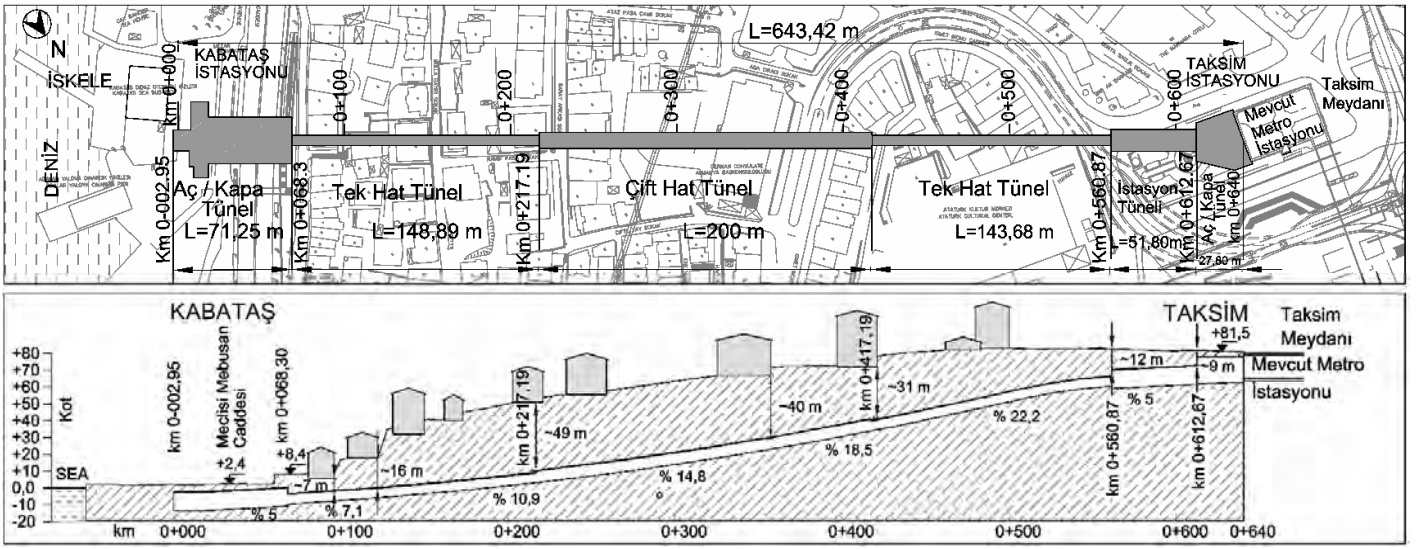 L=643,42 m
N
KABATAŞ
İSTASYONU
İSKELE
DENİZ
km 0+000
0+100
0+200
0+300
0+400
0+500
0+600
TAKSİM
İSTASYONU
Taksim
Meydanı
Mevcut
Metro
İstasyonu
Km 0-002.95
Aç / Kapa
Tünel
L=71,25 m
Km 0+068.3
Tek Hat Tünel
L=148,89 m
Km 0+217.19
Çift Hat Tünel
L=200 m
Tek Hat Tünel
L=143,68 m
Km 0+560.87
İstasyon
Tüneli
L=51,80m
Km 0+612.67
Aç / Kapa
Tünel
km 0+640
27,60 m
ATATÜRK KÜLTÜR MERKEZİ
ATATURK CULTURAL CENTER
KABATAŞ
TAKSİM
Taksim
Meydanı
+81,5
Mevcut Metro
İstasyonu
+80
+70
+60
+50
+40
+30
+20
+10
0,0
-10
-20
Kot
SEA
km 0-002,95
Meclisi Mebusan
Caddesi
+2,4
km 0+068,30
+8,4
~7 m
~16 m
km 0+217,19
~49 m
~40 m
km 0+417,19
~31 m
~12 m
~9 m
km 0+560,87
km 0+612,67
% 5
% 7,1
% 10,9
% 14,8
% 18,5
% 22,2
% 5
km
0+000
0+100
0+200
0+300
0+400
0+500
0+600
0+640